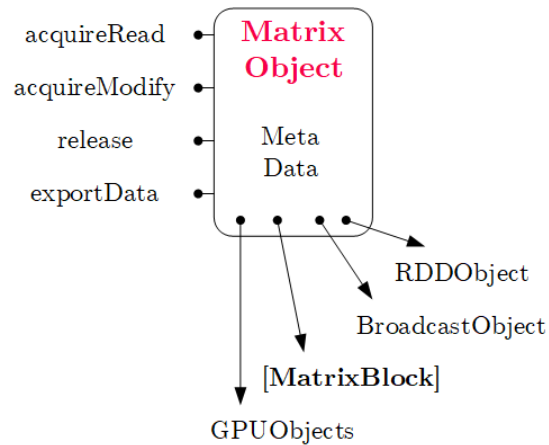 acquireRead
acquireModify
release
exportData
Matrix
Object
Meta
Data
RDDObject
BroadcastObject
[MatrixBlock]
GPUObjects